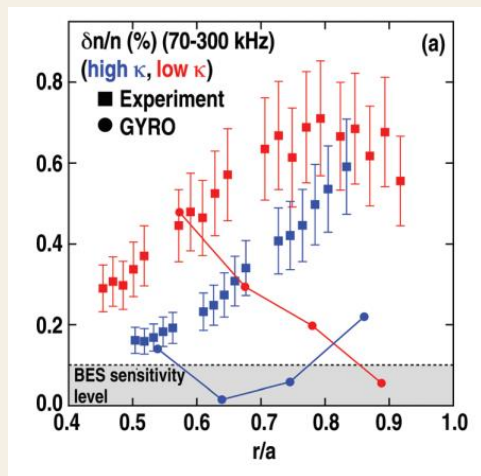 δn/n (%) (70-300 kHz) (a)
(high κ, low κ)
Experiment
GYRO
0.8
0.6
0.4
0.2
BES sensitivity
level
0.0
0.4 0.5 0.6 0.7 0.8 0.9 1.0
r/a